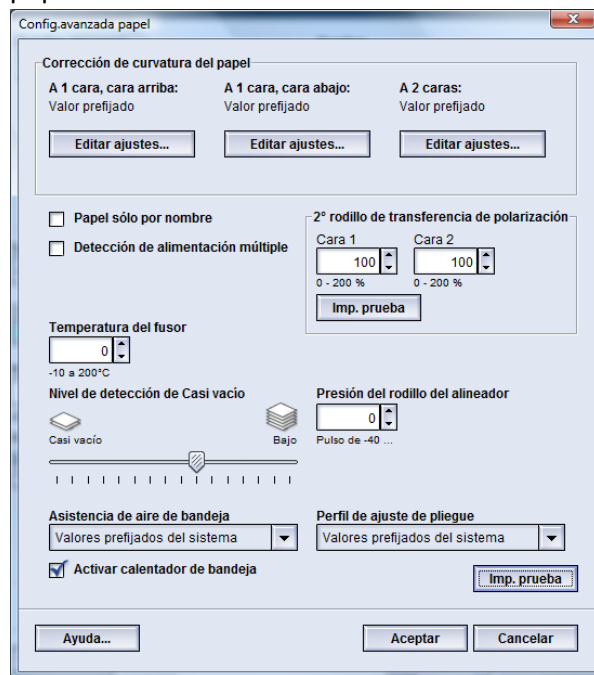 Config.avanzada papel
Corrección de curvatura del papel
A 1 cara, cara arriba: A 1 cara, cara abajo: A 2 caras:
Valor prefijado Valor prefijado Valor prefijado
Editar ajustes... Editar ajustes... Editar ajustes...
Papel sólo por nombre
Detección de alimentación múltiple
2º rodillo de transferencia de polarización
Cara 1 Cara 2
100 100
0 - 200 % 0 - 200 %
Imp. prueba
Temperatura del fusor
0
-10 a 200°C
Nivel de detección de Casi vacío
Casi vacío Bajo
Presión del rodillo del alineador
0
Pulso de -40 ...
Asistencia de aire de bandeja
Valores prefijados del sistema
Perfil de ajuste de pliegue
Valores prefijados del sistema
Activar calentador de bandeja
Imp. prueba
Ayuda... Aceptar Cancelar